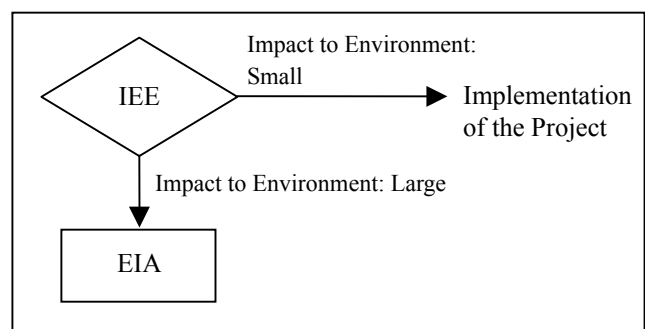 Impact to Environment:
Small
IEE
Implementation
of the Project
Impact to Environment: Large
EIA